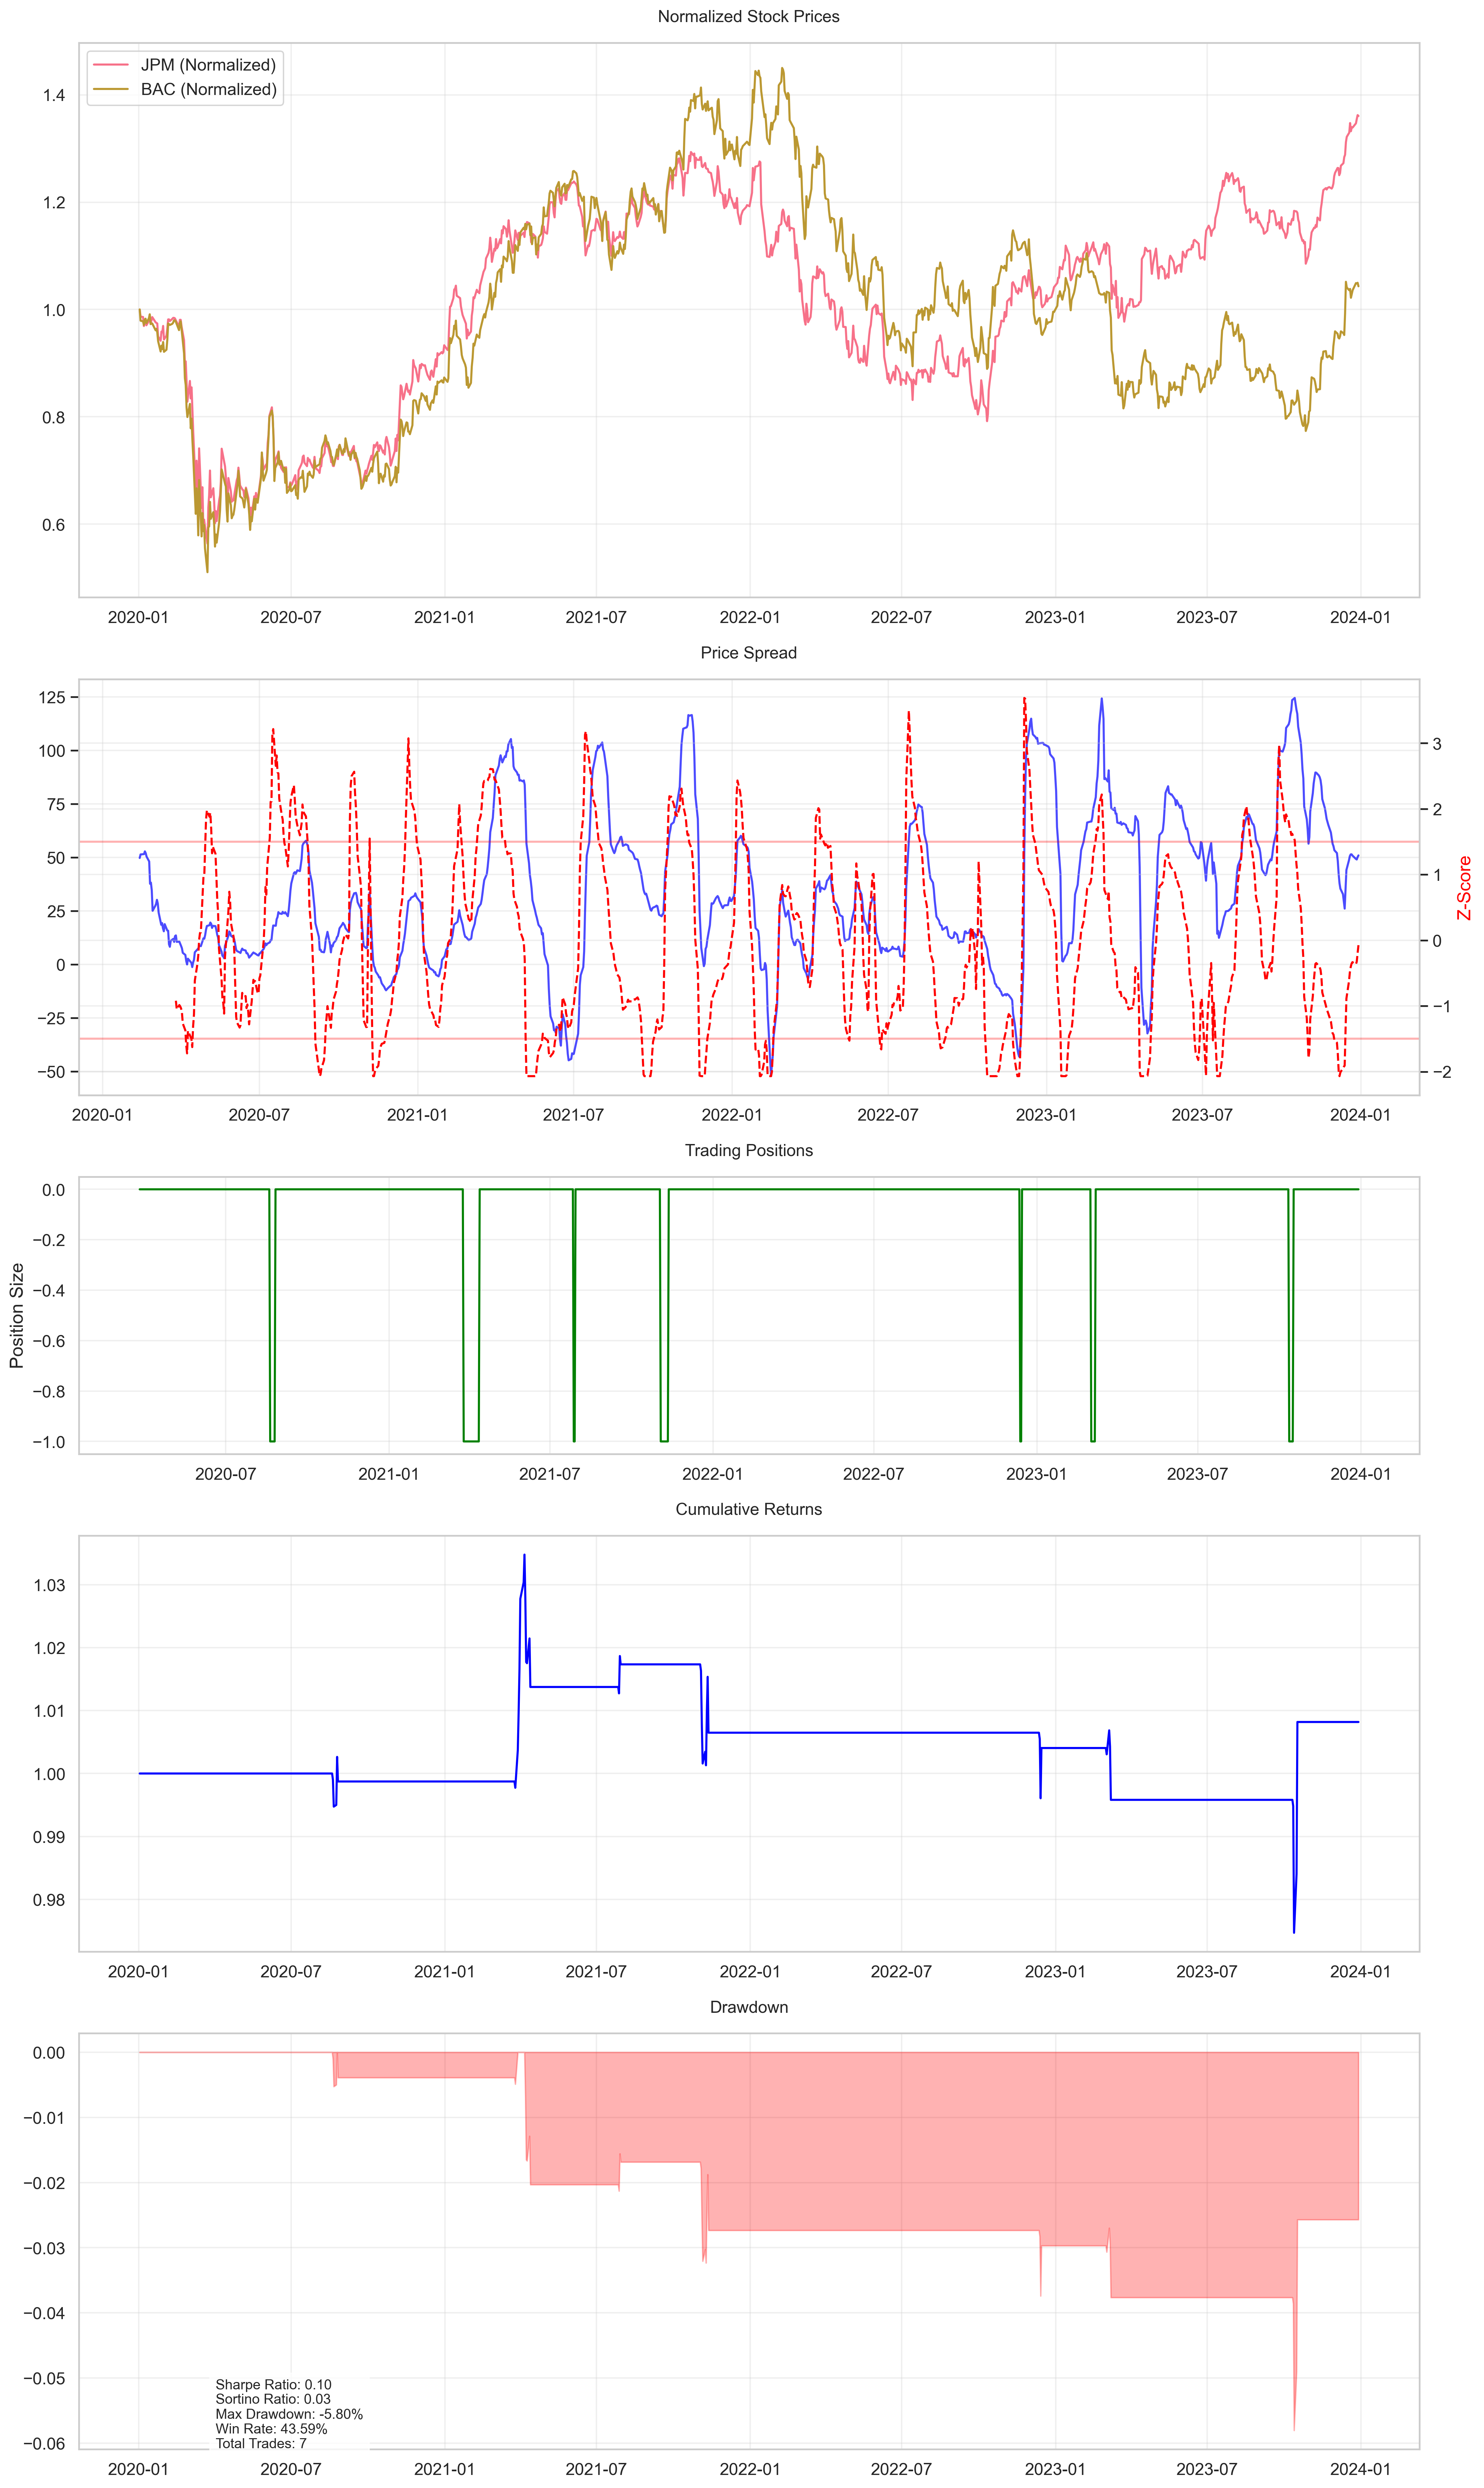 Normalized Stock Prices
JPM (Normalized)
BAC (Normalized)
1.4
1.2
1.0
0.8
0.6
2020-01 2020-07 2021-01 2021-07 2022-01 2022-07 2023-01 2023-07 2024-01
Price Spread
125
100
75
50
25
0
−25
−50
3
2
1
0
−1
−2
Z-Score
2020-01 2020-07 2021-01 2021-07 2022-01 2022-07 2023-01 2023-07 2024-01
Trading Positions
Position Size
0.0
−0.2
−0.4
−0.6
−0.8
−1.0
2020-07 2021-01 2021-07 2022-01 2022-07 2023-01 2023-07 2024-01
Cumulative Returns
1.03
1.02
1.01
1.00
0.99
0.98
2020-01 2020-07 2021-01 2021-07 2022-01 2022-07 2023-01 2023-07 2024-01
Drawdown
0.00
−0.01
−0.02
−0.03
−0.04
−0.05
−0.06
Sharpe Ratio: 0.10
Sortino Ratio: 0.03
Max Drawdown: -5.80%
Win Rate: 43.59%
Total Trades: 7
2020-01 2020-07 2021-01 2021-07 2022-01 2022-07 2023-01 2023-07 2024-01